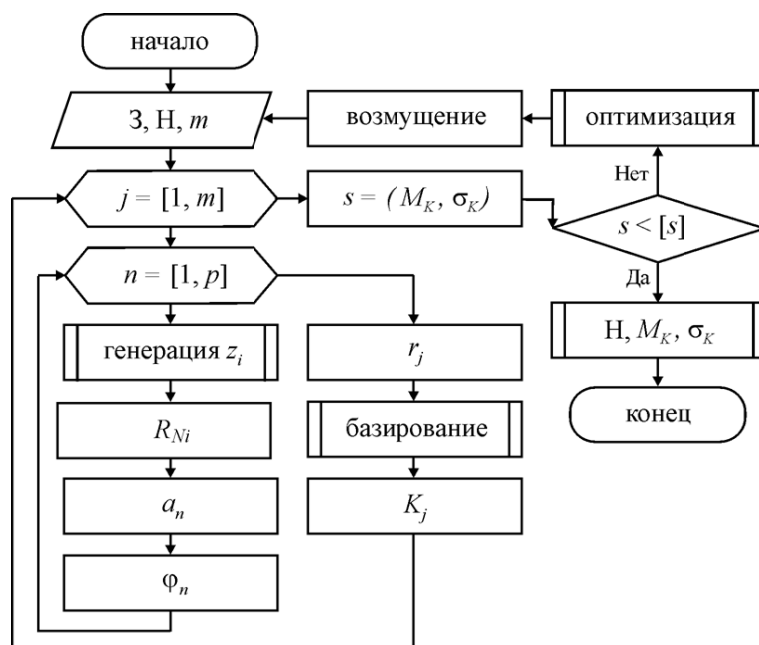 начало
З, Н, m
возмущение
оптимизация
Нет
j = [1, m]
s = (M_K, σ_K)
s < [s]
Да
n = [1, p]
генерация z_i
r_j
Н, M_K, σ_K
R_Ni
базирование
конец
a_n
K_j
φ_n